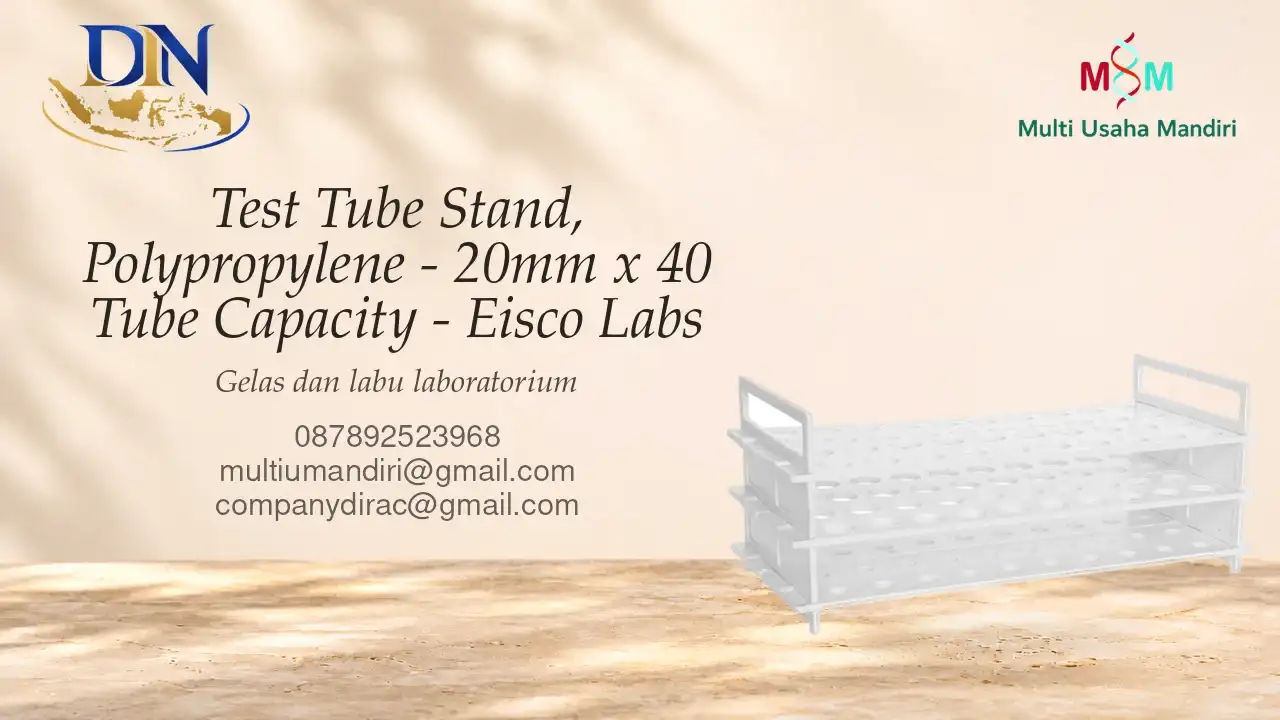 DIN
M M
Multi Usaha Mandiri
Test Tube Stand,
Polypropylene - 20mm x 40
Tube Capacity - Eisco Labs
Gelas dan labu laboratorium
087892523968
multiumandiri@gmail.com
companydirac@gmail.com